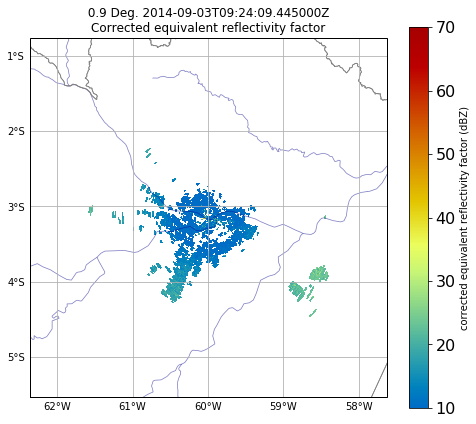 0.9 Deg. 2014-09-03T09:24:09.445000Z
Corrected equivalent reflectivity factor
1°S
2°S
3°S
4°S
5°S
62°W 61°W 60°W 59°W 58°W
70
60
50
40
30
20
10
corrected equivalent reflectivity factor (dBZ)